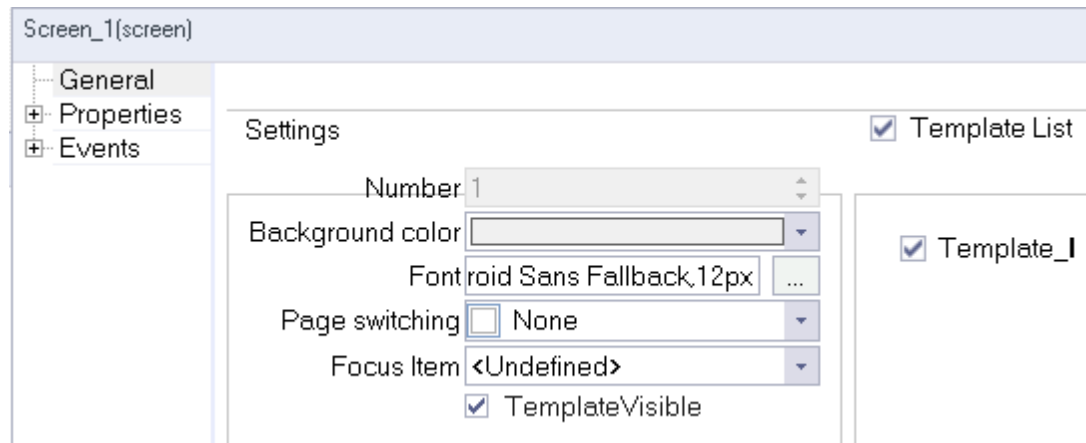 Screen_1(screen)
General
Properties
Events
Settings
Template List
Number 1
Background color
Font roid Sans Fallback,12px ...
Page switching None
Focus Item <Undefined>
TemplateVisible
Template_I